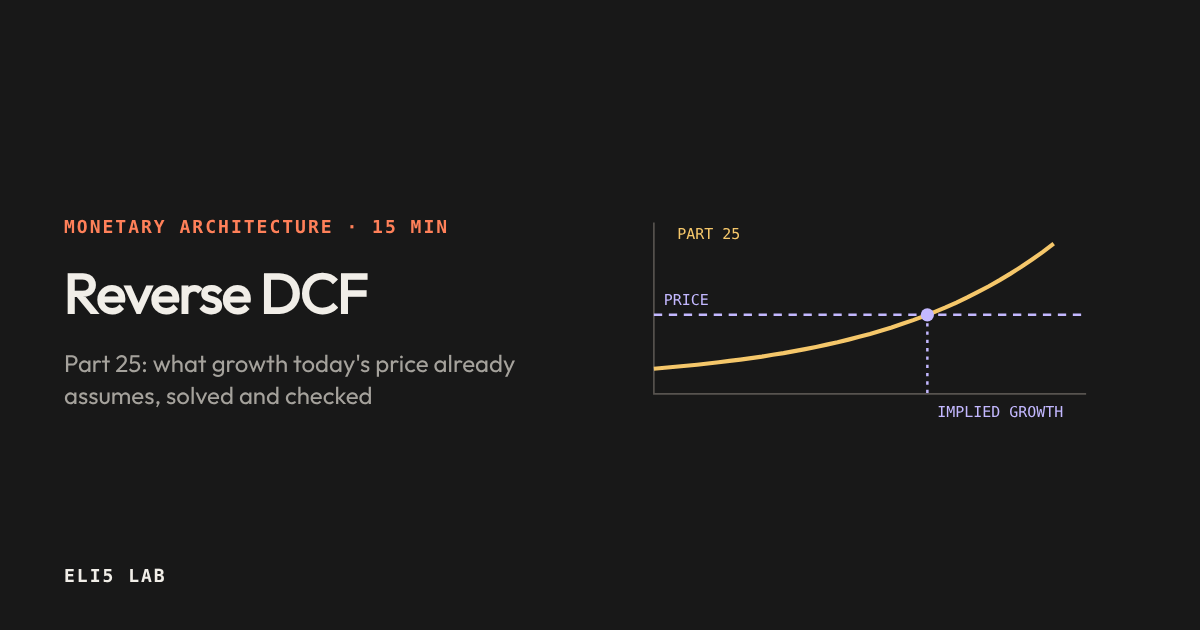 MONETARY ARCHITECTURE · 15 MIN
Reverse DCF
Part 25: what growth today's price already
assumes, solved and checked
PART 25
PRICE
IMPLIED GROWTH
ELI5 LAB